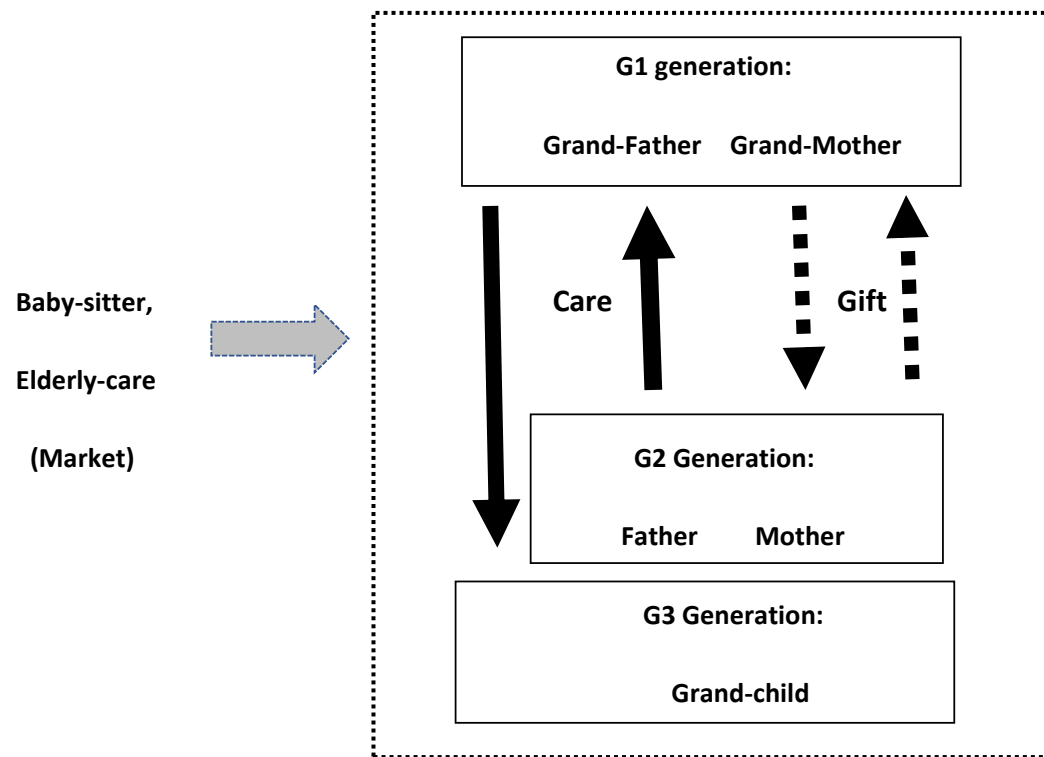 G1 generation:
Grand-Father Grand-Mother
Baby-sitter,
Elderly-care
(Market)
Care
Gift
G2 Generation:
Father Mother
G3 Generation:
Grand-child